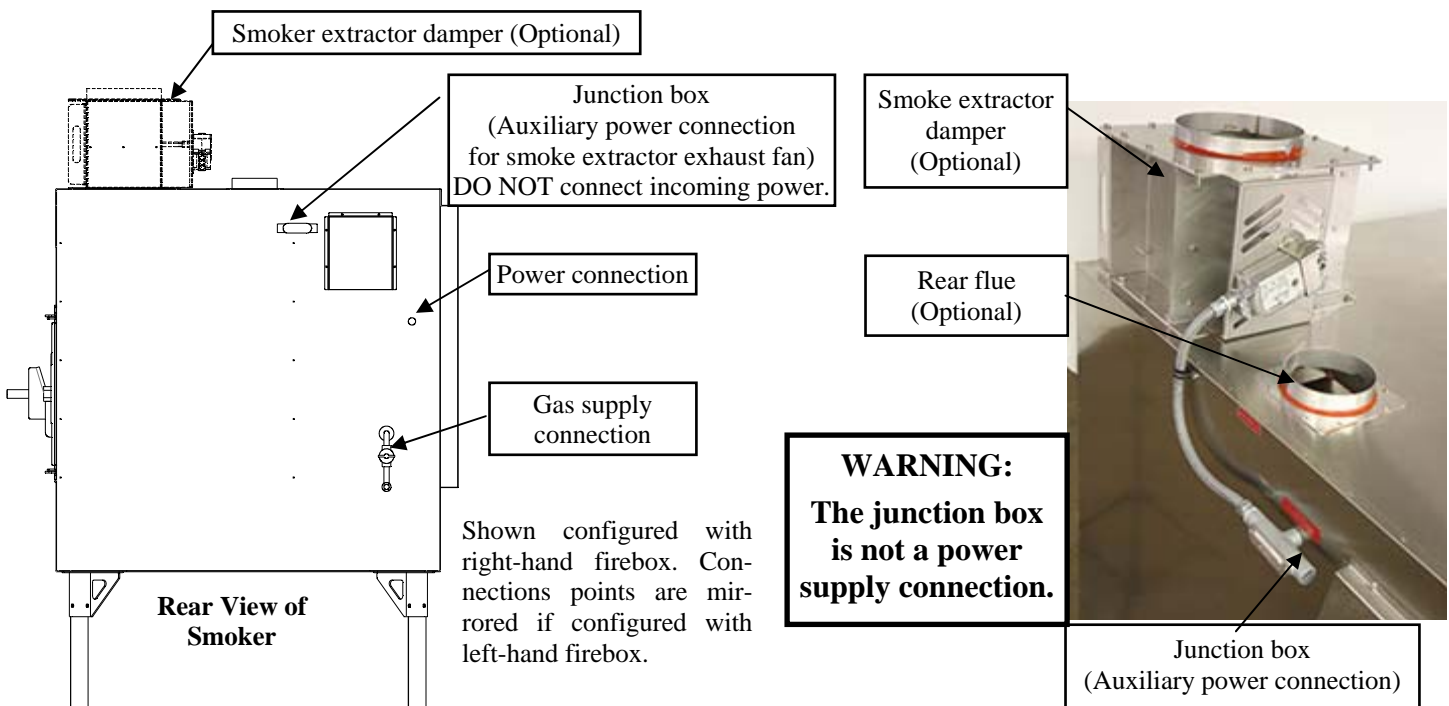 Smoker extractor damper (Optional)
Junction box
(Auxiliary power connection
for smoke extractor exhaust fan)
DO NOT connect incoming power.
Power connection
Gas supply
connection
Shown configured with
right-hand firebox. Con-
nections points are mir-
rored if configured with
left-hand firebox.
Rear View of
Smoker
Smoke extractor
damper
(Optional)
Rear flue
(Optional)
WARNING:
The junction box
is not a power
supply connection.
Junction box
(Auxiliary power connection)